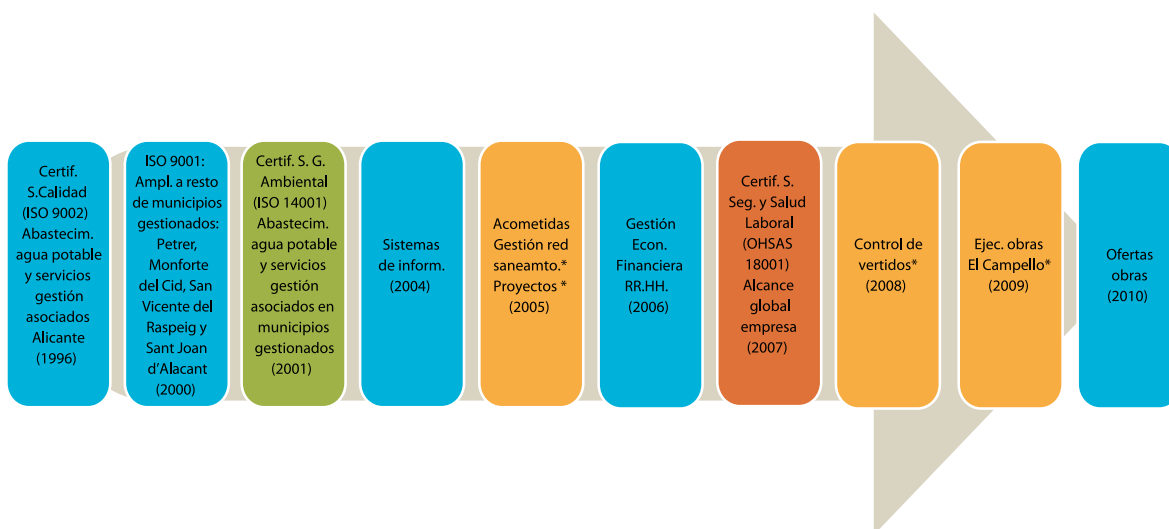 Certif.
S.Calidad
(ISO 9002)
Abastecim.
agua potable
y servicios
gestión
asociados
Alicante
(1996)
ISO 9001:
Ampl. a resto
de municipios
gestionados:
Petrer,
Monforte
del Cid, San
Vicente del
Raspeig y
Sant Joan
d’Alacant
(2000)
Certif. S. G.
Ambiental
(ISO 14001)
Abastecim.
agua potable
y servicios
gestión
asociados en
municipios
gestionados
(2001)
Sistemas
de inform.
(2004)
Acometidas
Gestión red
saneamto.*
Proyectos *
(2005)
Gestión
Econ.
Financiera
RR.HH.
(2006)
Certif. S.
Seg. y Salud
Laboral
(OHSAS
18001)
Alcance
global
empresa
(2007)
Control de
vertidos*
(2008)
Ejec. obras
El Campello*
(2009)
Ofertas
obras
(2010)